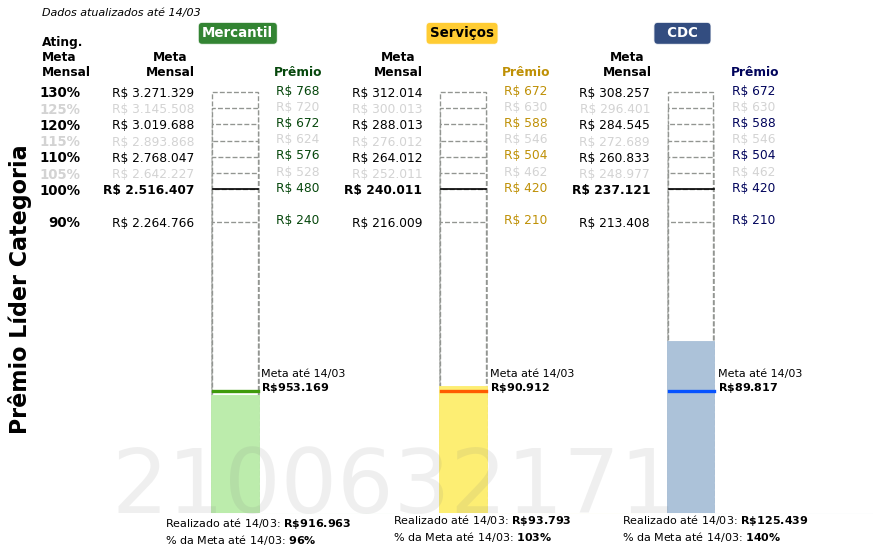 Dados atualizados até 14/03
Mercantil Serviços CDC
Ating. Meta Mensal
Meta Mensal Prêmio Meta Mensal Prêmio Meta Mensal Prêmio
130% R$ 3.271.329 R$ 768 R$ 312.014 R$ 672 R$ 308.257 R$ 672
125% R$ 3.145.508 R$ 720 R$ 300.013 R$ 630 R$ 296.401 R$ 630
120% R$ 3.019.688 R$ 672 R$ 288.013 R$ 588 R$ 284.545 R$ 588
115% R$ 2.893.868 R$ 624 R$ 276.012 R$ 546 R$ 272.689 R$ 546
110% R$ 2.768.047 R$ 576 R$ 264.012 R$ 504 R$ 260.833 R$ 504
105% R$ 2.642.227 R$ 528 R$ 252.011 R$ 462 R$ 248.977 R$ 462
100% R$ 2.516.407 R$ 480 R$ 240.011 R$ 420 R$ 237.121 R$ 420
90% R$ 2.264.766 R$ 240 R$ 216.009 R$ 210 R$ 213.408 R$ 210
Prêmio Líder Categoria
Meta até 14/03 Meta até 14/03 Meta até 14/03
R$953.169 R$90.912 R$89.817
2100632171
Realizado até 14/03: R$916.963 Realizado até 14/03: R$93.793 Realizado até 14/03: R$125.439
% da Meta até 14/03: 96% % da Meta até 14/03: 103% % da Meta até 14/03: 140%